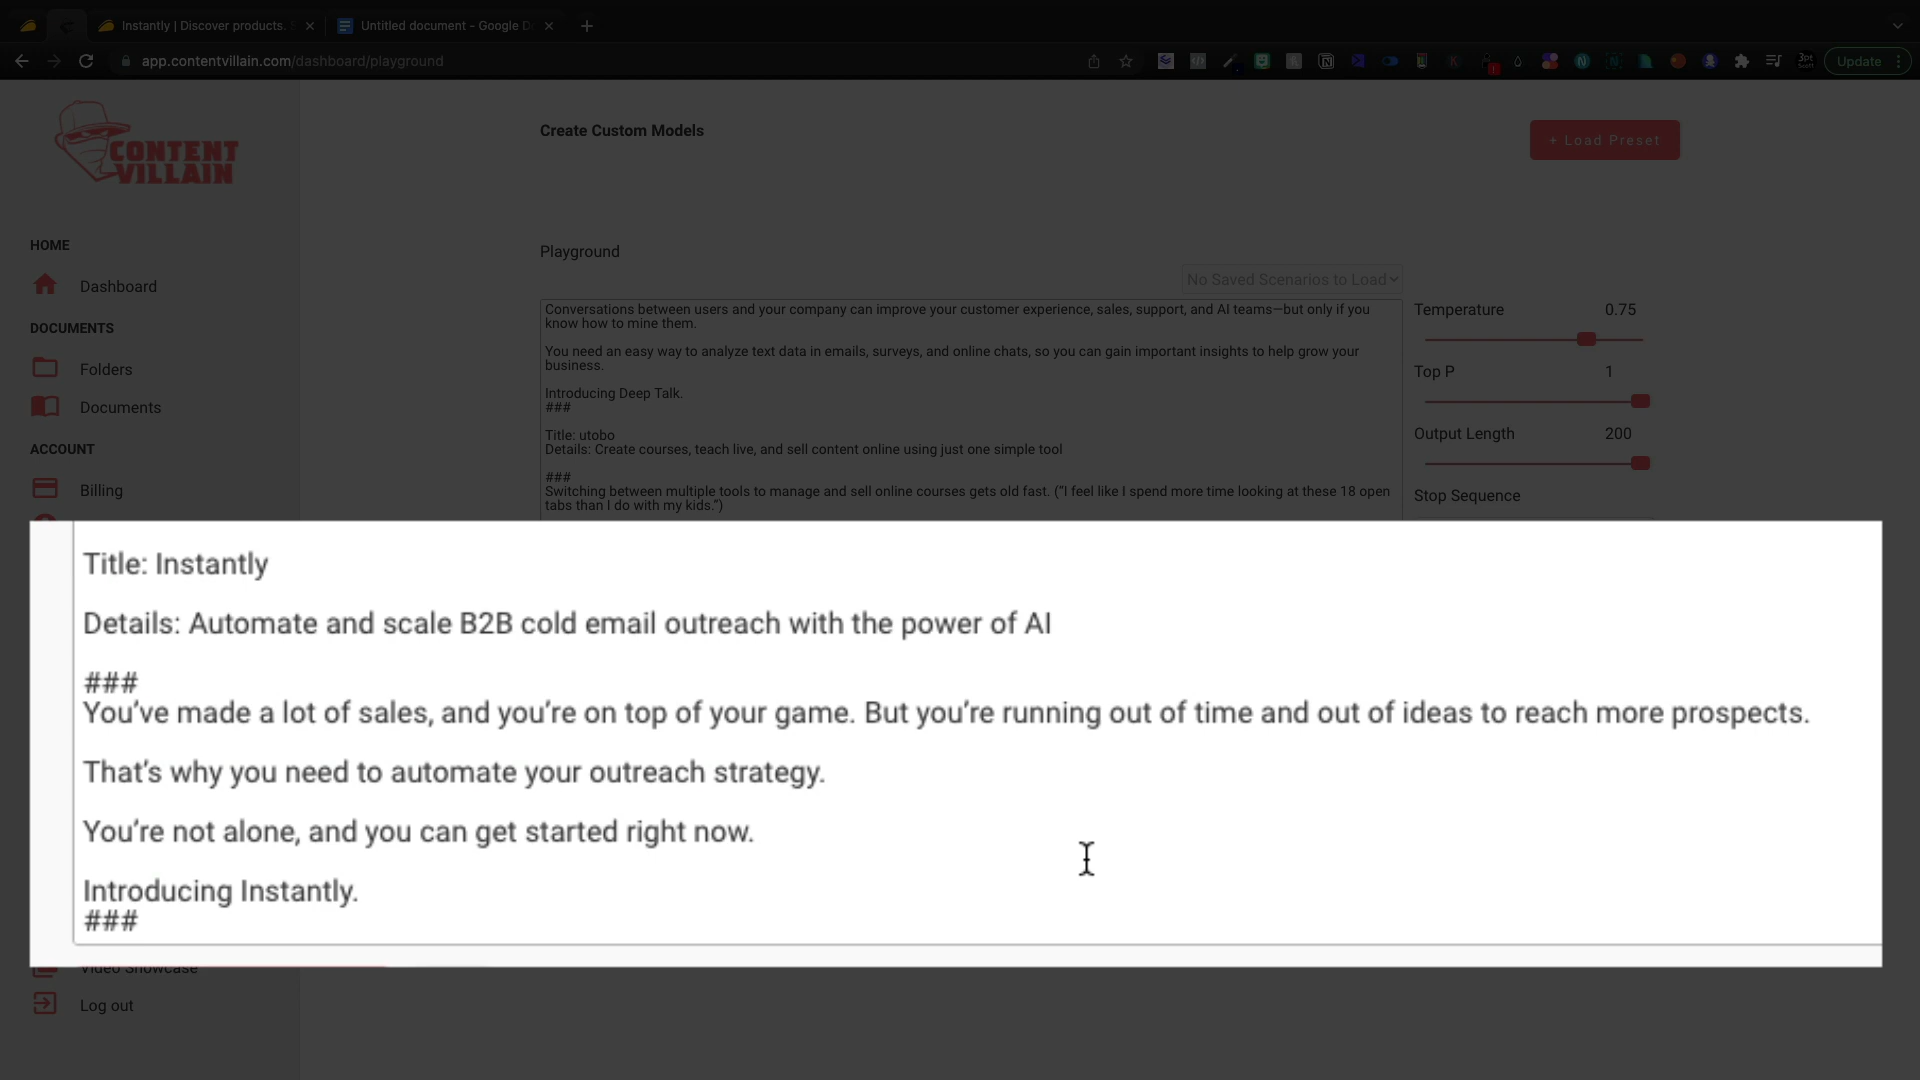 Instantly | Discover products.
Untitled document - Google D
app.contentvillain.com/dashboard/playground
Update
CONTENT
VILLAIN
Create Custom Models
+ Load Preset
HOME
Dashboard
DOCUMENTS
Folders
Documents
ACCOUNT
Billing
Playground
No Saved Scenarios to Load
Conversations between users and your company can improve your customer experience, sales, support, and AI teams—but only if you
know how to mine them.
You need an easy way to analyze text data in emails, surveys, and online chats, so you can gain important insights to help grow your
business.
Introducing Deep Talk.
###
Title: utobo
Details: Create courses, teach live, and sell content online using just one simple tool
###
Switching between multiple tools to manage and sell online courses gets old fast. (“I feel like I spend more time looking at these 18 open
tabs than I do with my kids.”)
Temperature 0.75
Top P 1
Output Length 200
Stop Sequence
Title: Instantly
Details: Automate and scale B2B cold email outreach with the power of AI
###
You’ve made a lot of sales, and you’re on top of your game. But you’re running out of time and out of ideas to reach more prospects.
That’s why you need to automate your outreach strategy.
You’re not alone, and you can get started right now.
Introducing Instantly.
###
Video Showcase
Log out